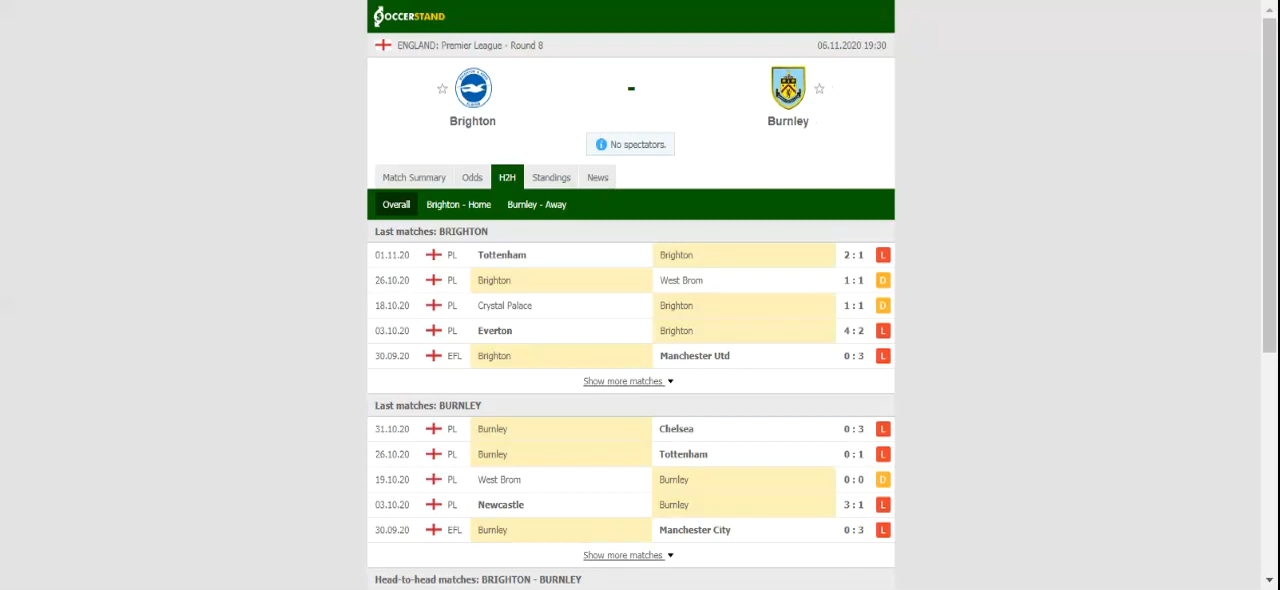 SOCCERSTAND
ENGLAND: Premier League - Round 8 06.11.2020 19:30
-
Brighton Burnley
No spectators.
Match Summary Odds H2H Standings News
Overall Brighton - Home Burnley - Away
Last matches: BRIGHTON
01.11.20 PL Tottenham Brighton 2 : 1 L
26.10.20 PL Brighton West Brom 1 : 1 D
18.10.20 PL Crystal Palace Brighton 1 : 1 D
03.10.20 PL Everton Brighton 4 : 2 L
30.09.20 EFL Brighton Manchester Utd 0 : 3 L
Show more matches
Last matches: BURNLEY
31.10.20 PL Burnley Chelsea 0 : 3 L
26.10.20 PL Burnley Tottenham 0 : 1 L
19.10.20 PL West Brom Burnley 0 : 0 D
03.10.20 PL Newcastle Burnley 3 : 1 L
30.09.20 EFL Burnley Manchester City 0 : 3 L
Show more matches
Head-to-head matches: BRIGHTON - BURNLEY